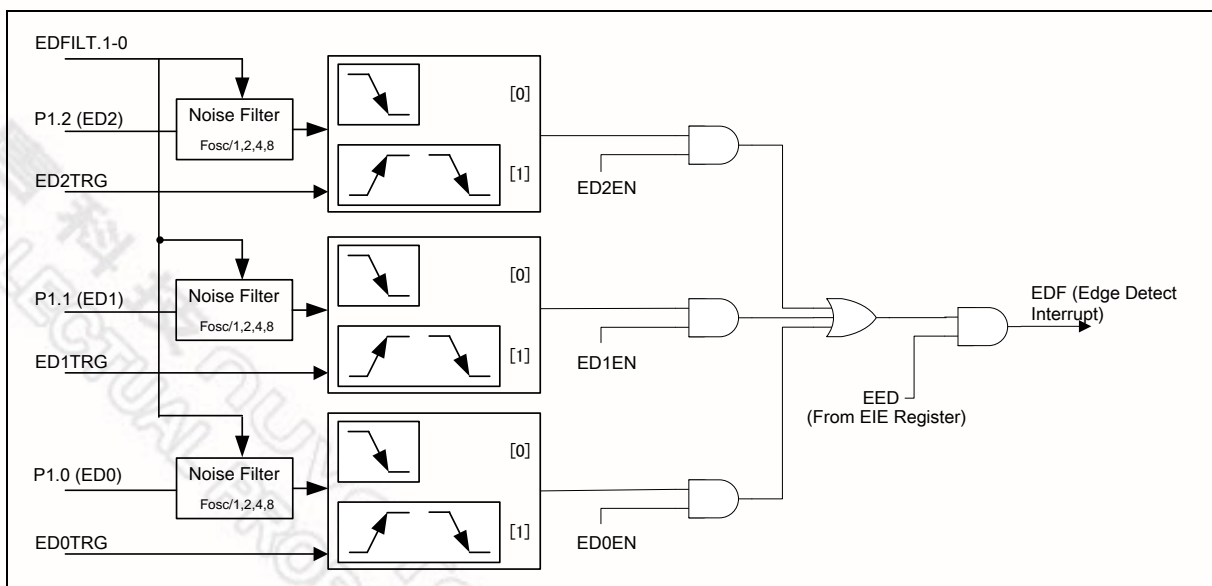 EDFILT.1-0
P1.2 (ED2)
Noise Filter
Fosc/1,2,4,8
[0]
[1]
ED2TRG
ED2EN
P1.1 (ED1)
Noise Filter
Fosc/1,2,4,8
[0]
[1]
ED1TRG
ED1EN
EDF (Edge Detect
Interrupt)
EED
(From EIE Register)
P1.0 (ED0)
Noise Filter
Fosc/1,2,4,8
[0]
[1]
ED0TRG
ED0EN